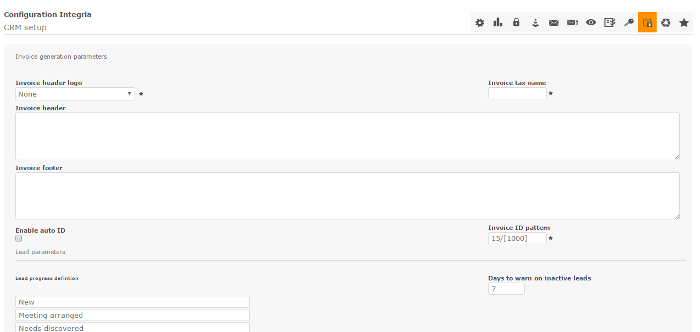 Configuration Integria
CRM setup
Invoice generation parameters
Invoice header logo
Invoice tax name
None
Invoice header
Invoice footer
Enable auto ID
Invoice ID pattern
15/[1000]
Lead parameters
Lead progress defintion
Days to warn on inactive leads
7
New
Meeting arranged
Needs discovered